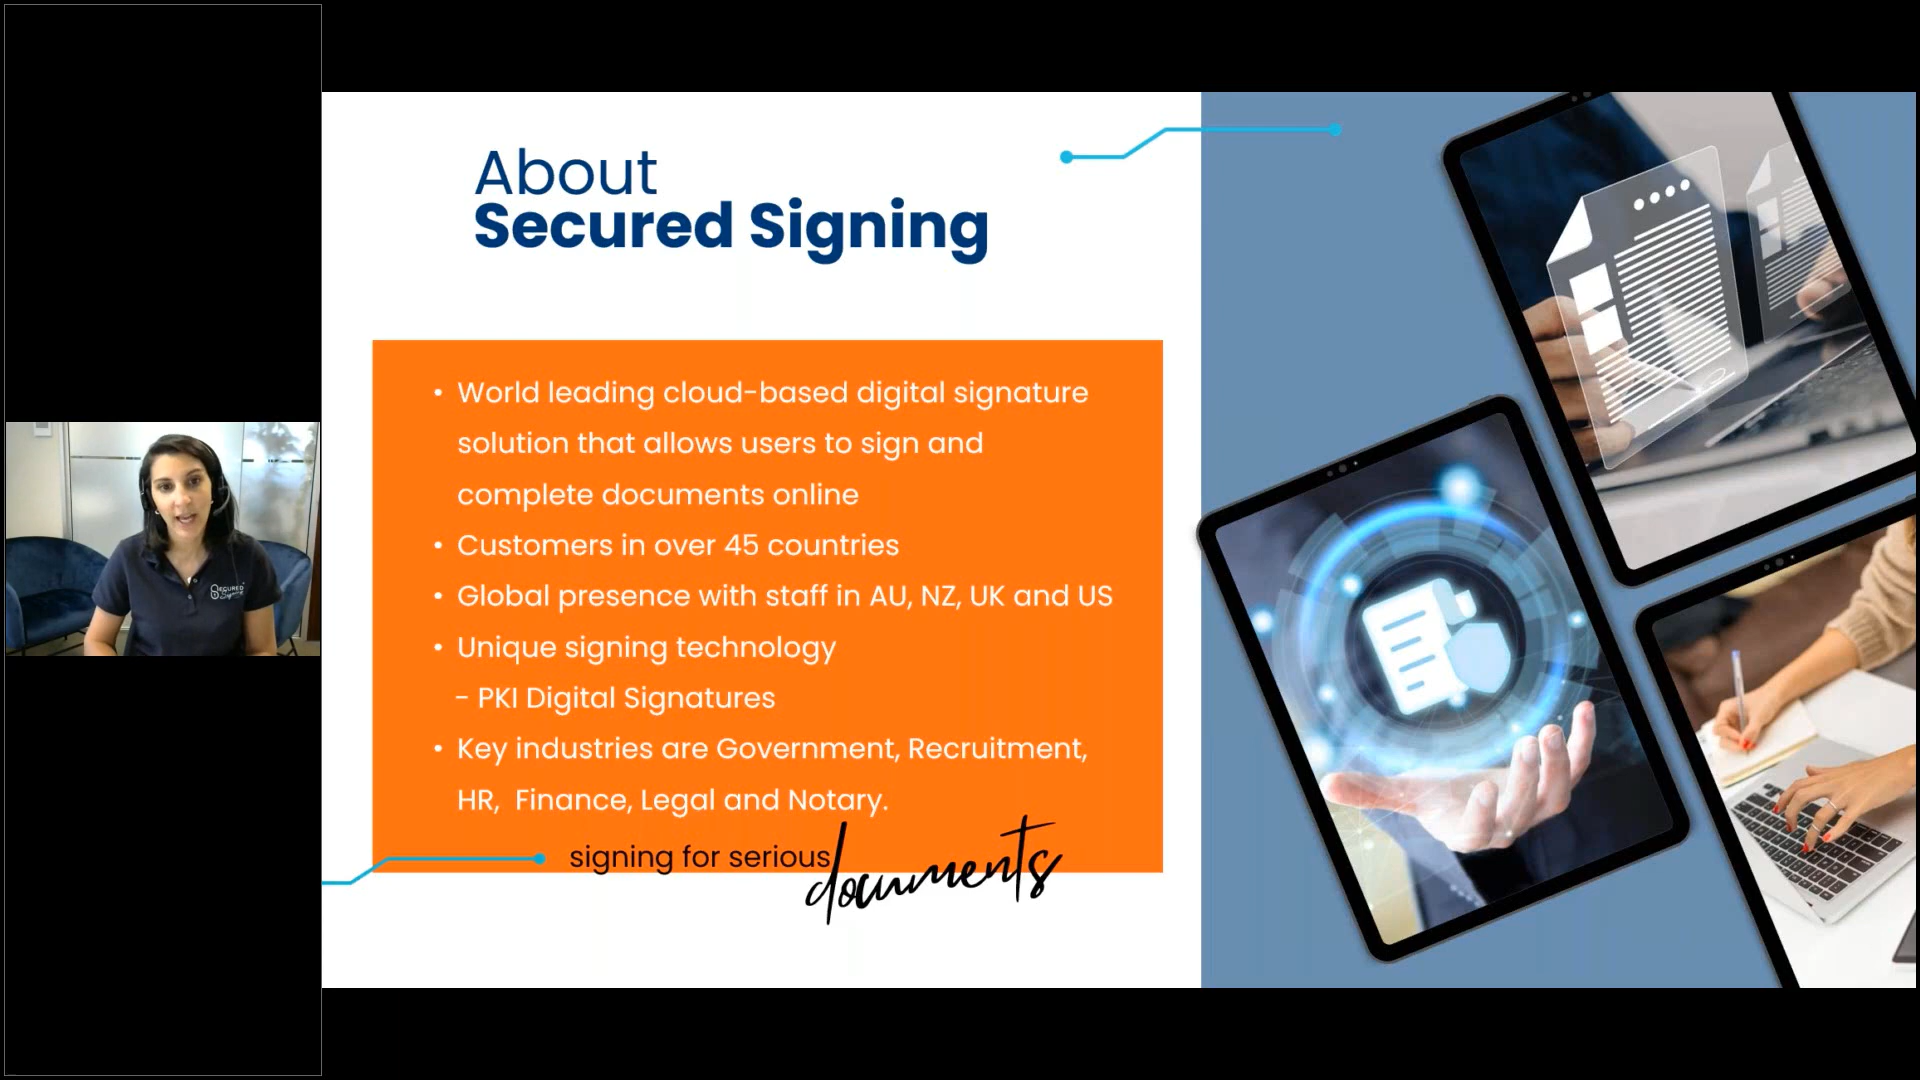 About
Secured Signing
• World leading cloud-based digital signature
solution that allows users to sign and
complete documents online
• Customers in over 45 countries
• Global presence with staff in AU, NZ, UK and US
• Unique signing technology
- PKI Digital Signatures
• Key industries are Government, Recruitment,
HR, Finance, Legal and Notary.
signing for serious documents
SECURED
Signing